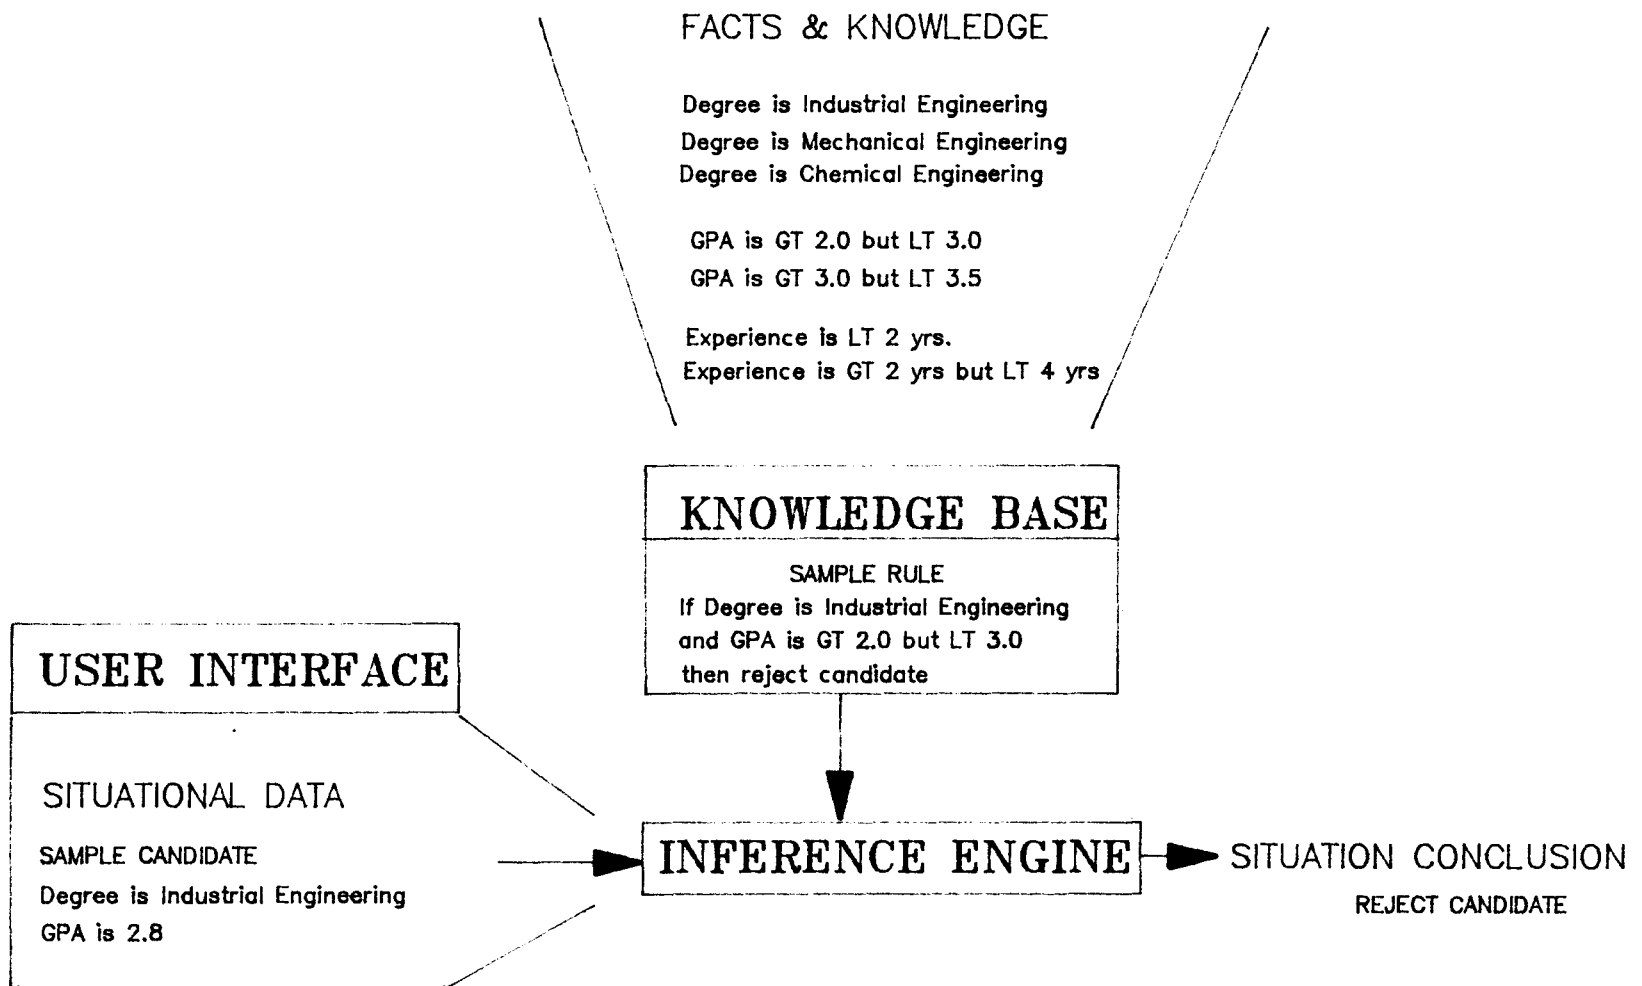 FACTS & KNOWLEDGE
Degree is Industrial Engineering
Degree is Mechanical Engineering
Degree is Chemical Engineering
GPA is GT 2.0 but LT 3.0
GPA is GT 3.0 but LT 3.5
Experience is LT 2 yrs.
Experience is GT 2 yrs but LT 4 yrs
KNOWLEDGE BASE
SAMPLE RULE
If Degree is Industrial Engineering
and GPA is GT 2.0 but LT 3.0
then reject candidate
USER INTERFACE
SITUATIONAL DATA
SAMPLE CANDIDATE
Degree is Industrial Engineering
GPA is 2.8
INFERENCE ENGINE
SITUATION CONCLUSION
REJECT CANDIDATE